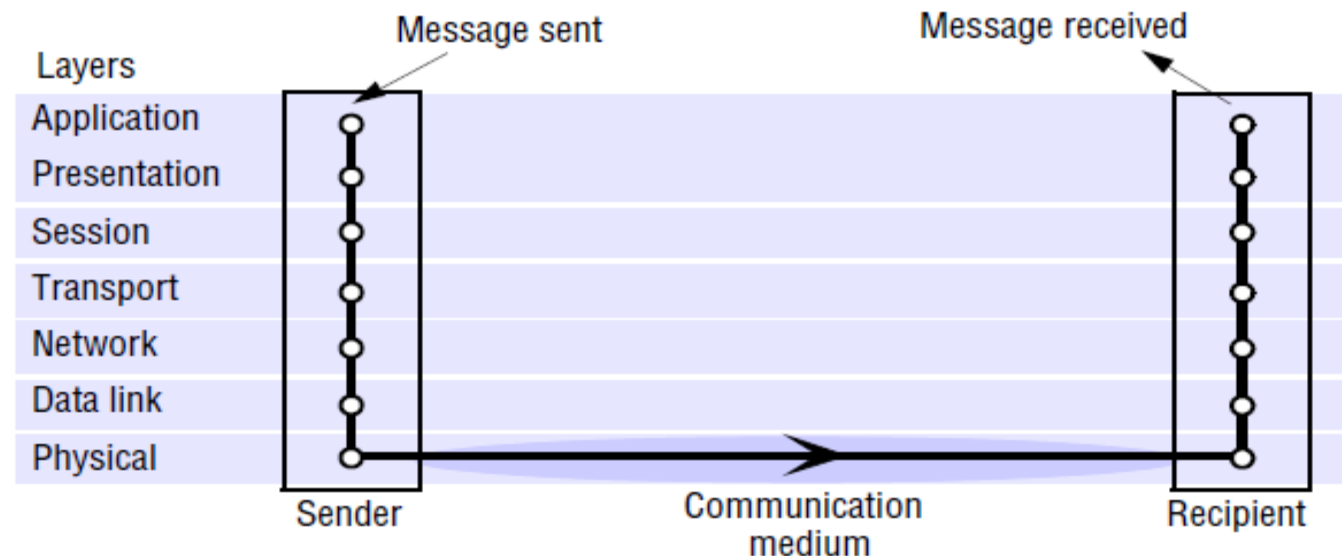 Message sent
Message received
Layers
Application
Presentation
Session
Transport
Network
Data link
Physical
Sender
Communication
medium
Recipient